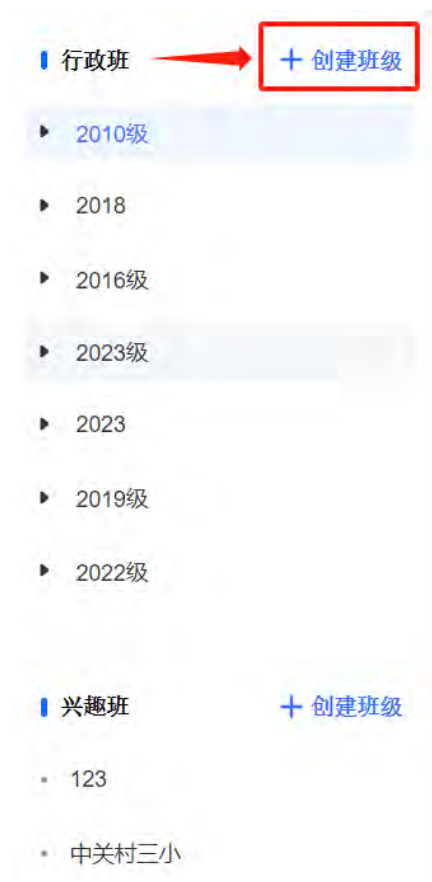 行政班 + 创建班级
2010级
2018
2016级
2023级
2023
2019级
2022级
兴趣班 + 创建班级
123
中关村三小